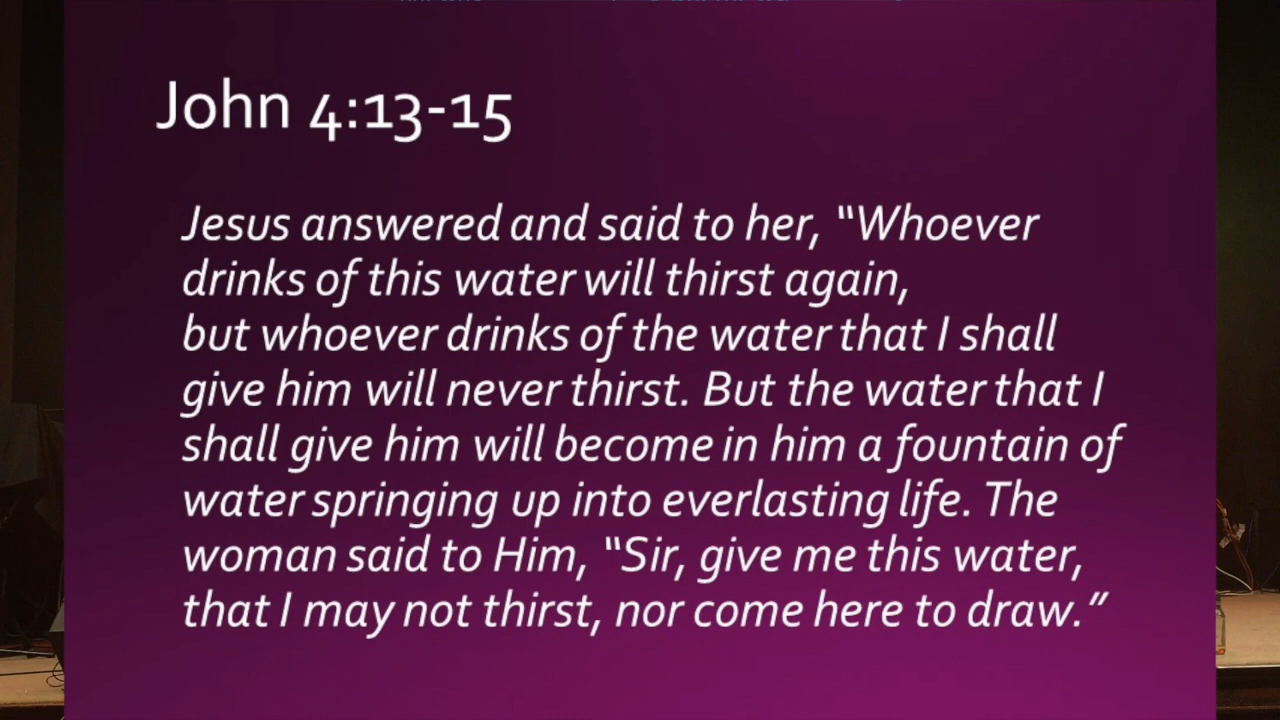 John 4:13-15
Jesus answered and said to her, “Whoever
drinks of this water will thirst again,
but whoever drinks of the water that I shall
give him will never thirst. But the water that I
shall give him will become in him a fountain of
water springing up into everlasting life. The
woman said to Him, “Sir, give me this water,
that I may not thirst, nor come here to draw.”